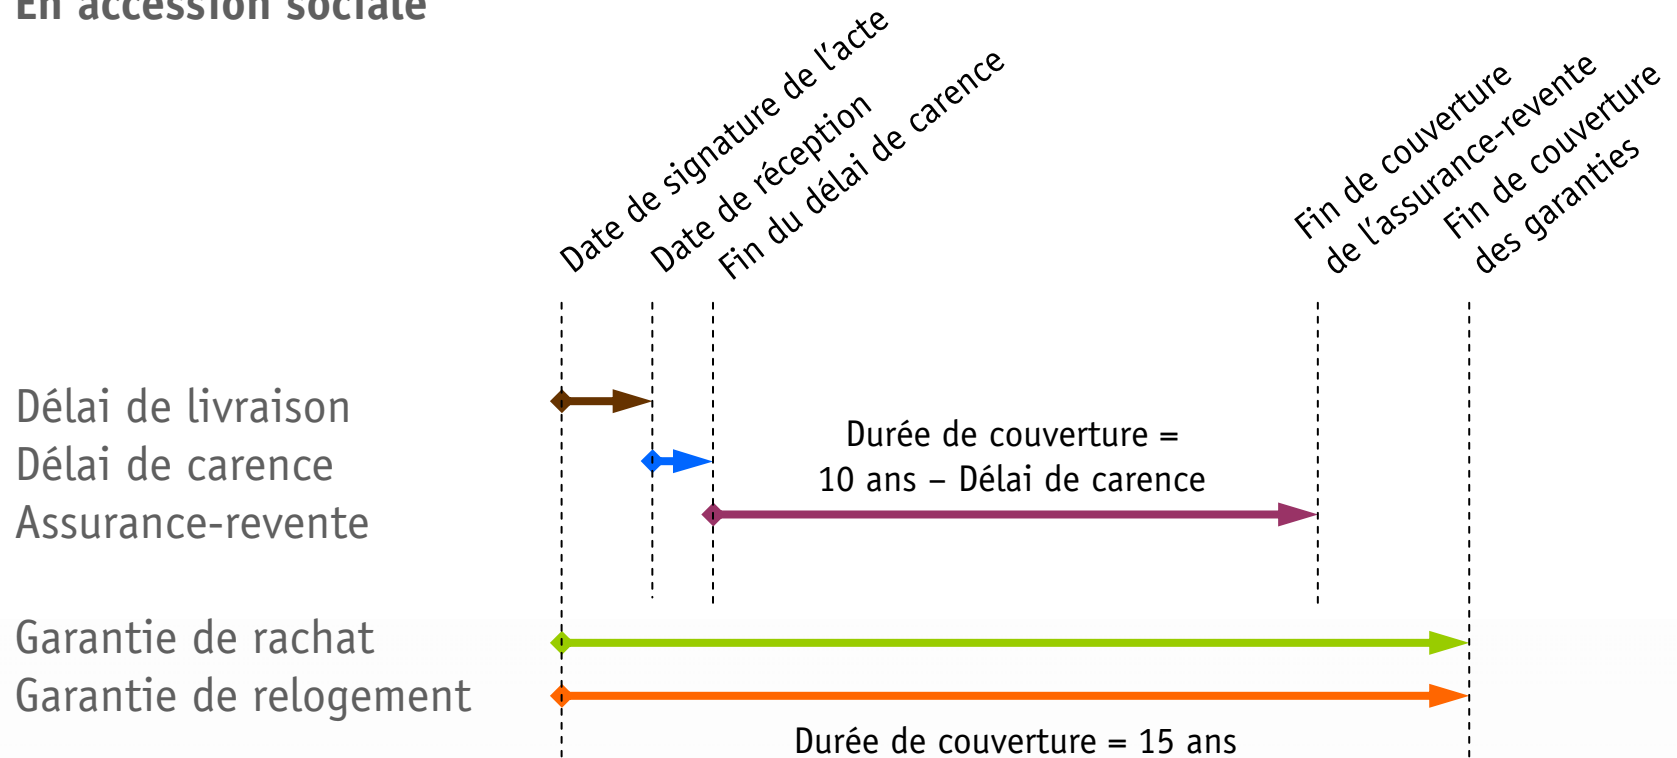 En accession sociale
Date de signature de l’acte
Date de réception
Fin du délai de carence
Fin de couverture
de l’assurance-revente
Fin de couverture
des garanties
Délai de livraison
Délai de carence
Assurance-revente
Durée de couverture =
10 ans – Délai de carence
Garantie de rachat
Garantie de relogement
Durée de couverture = 15 ans